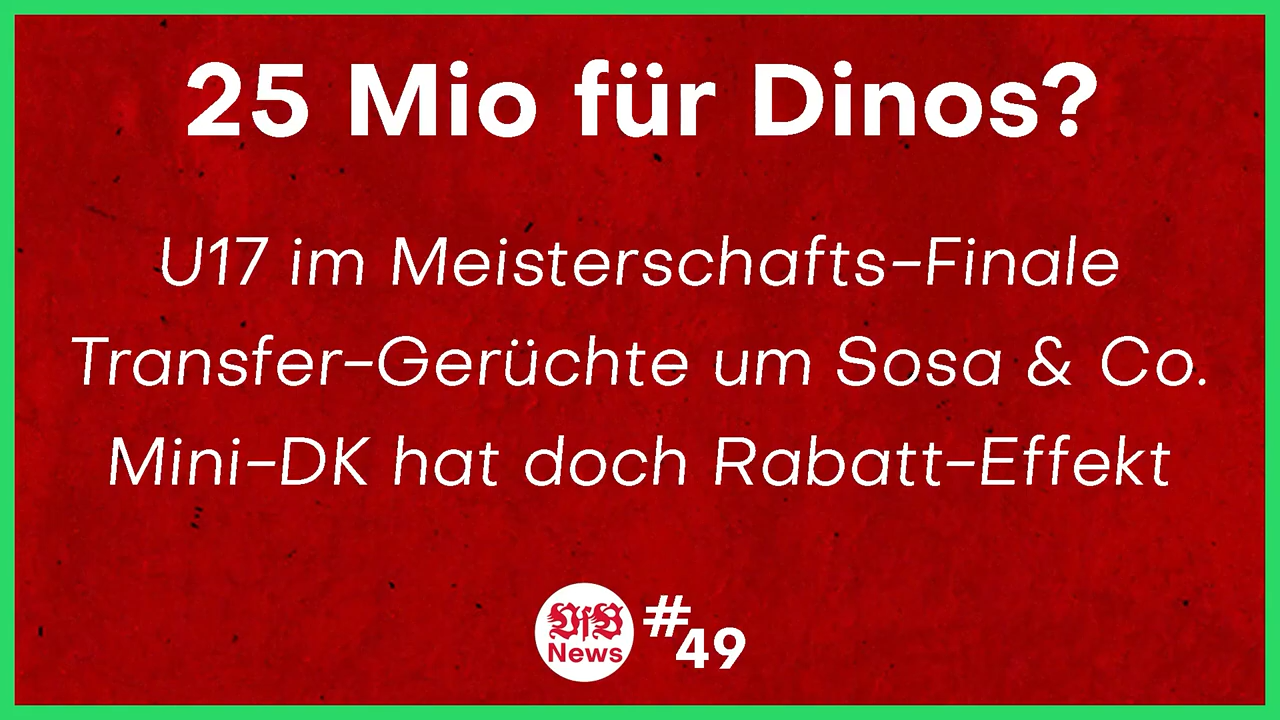 25 Mio für Dinos?
U17 im Meisterschafts-Finale
Transfer-Gerüchte um Sosa & Co.
Mini-DK hat doch Rabatt-Effekt
VfB
News
#49